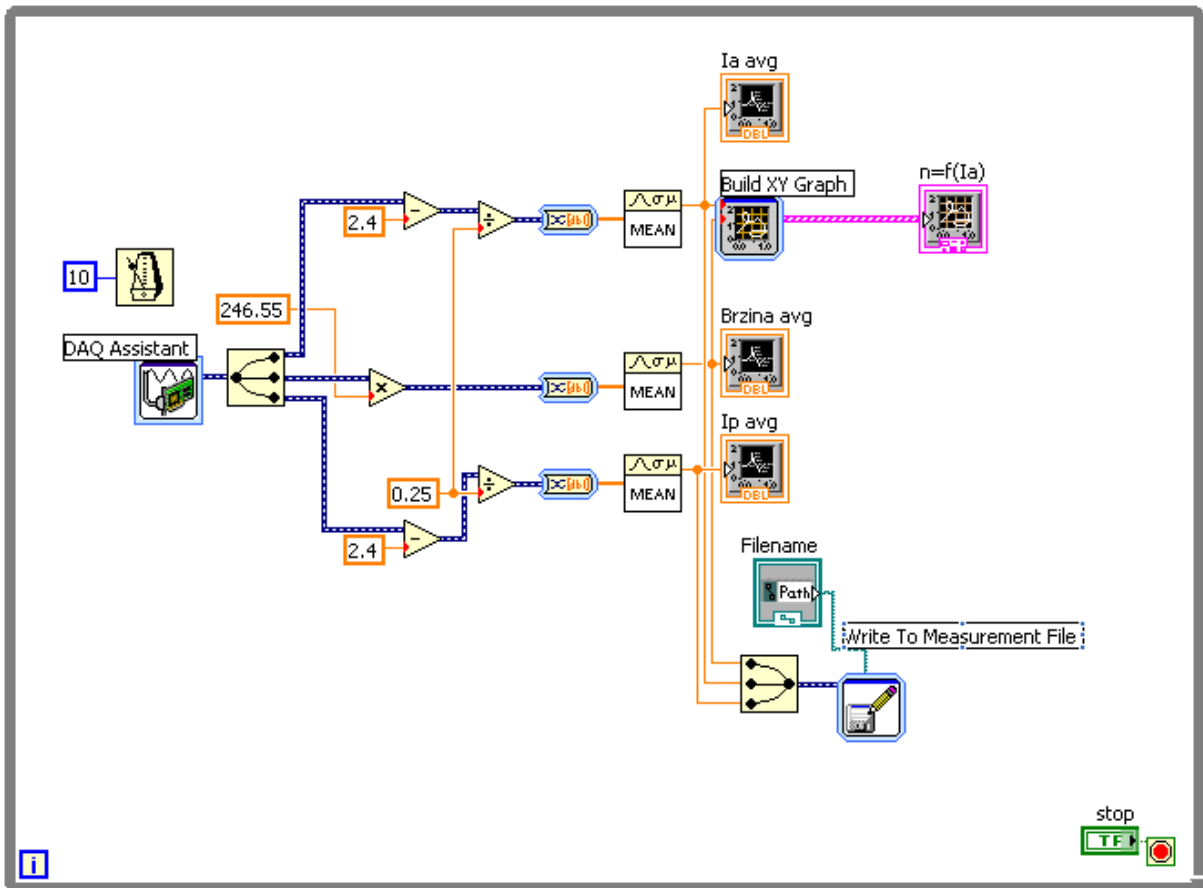 Ia avg
DBL
Build XY Graph
n=f(Ia)
2.4
MEAN
10
246.55
Brzina avg
DAQ Assistant
DBL
MEAN
Ip avg
0.25
MEAN
DBL
2.4
Filename
Path
Write To Measurement File
stop
TF
i